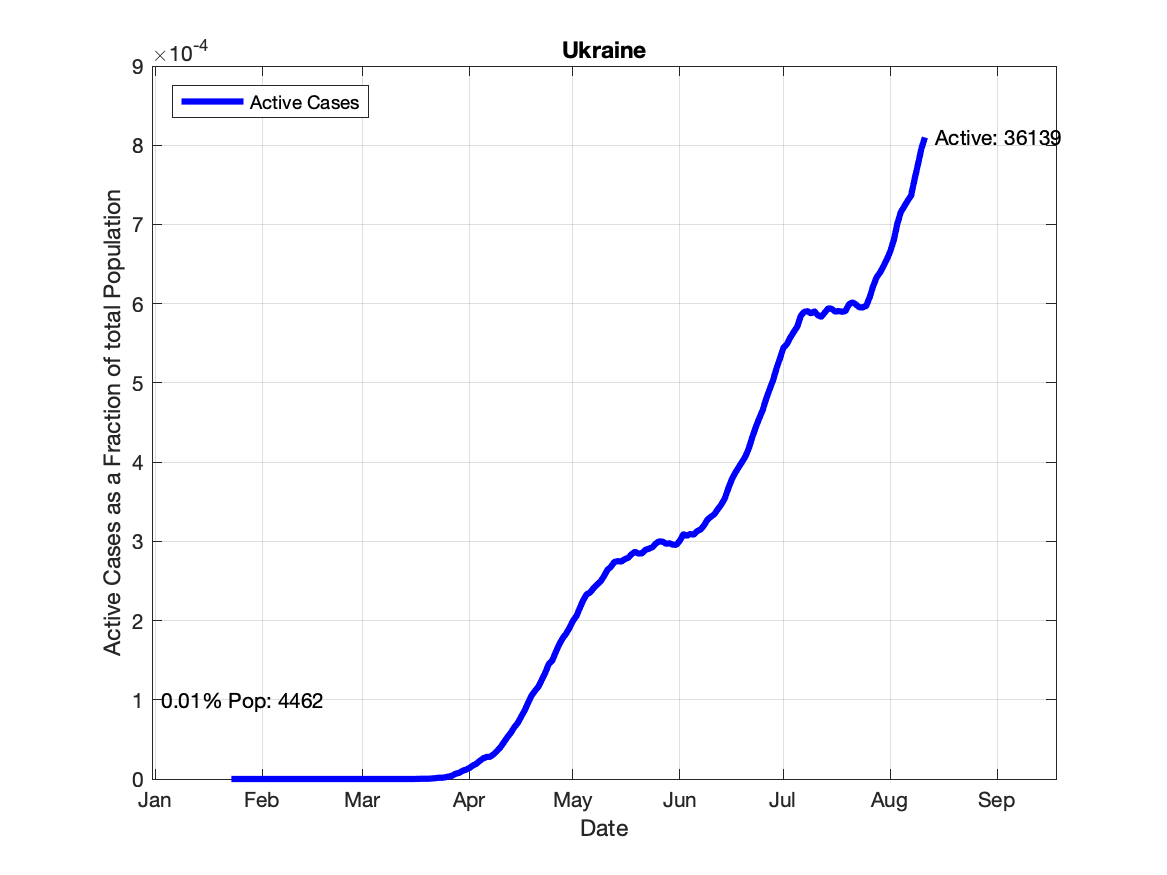 Ukraine
×10-4
Active Cases
Active: 36139
0.01% Pop: 4462
9
8
7
6
5
4
3
2
1
0
Active Cases as a Fraction of total Population
Jan Feb Mar Apr May Jun Jul Aug Sep
Date